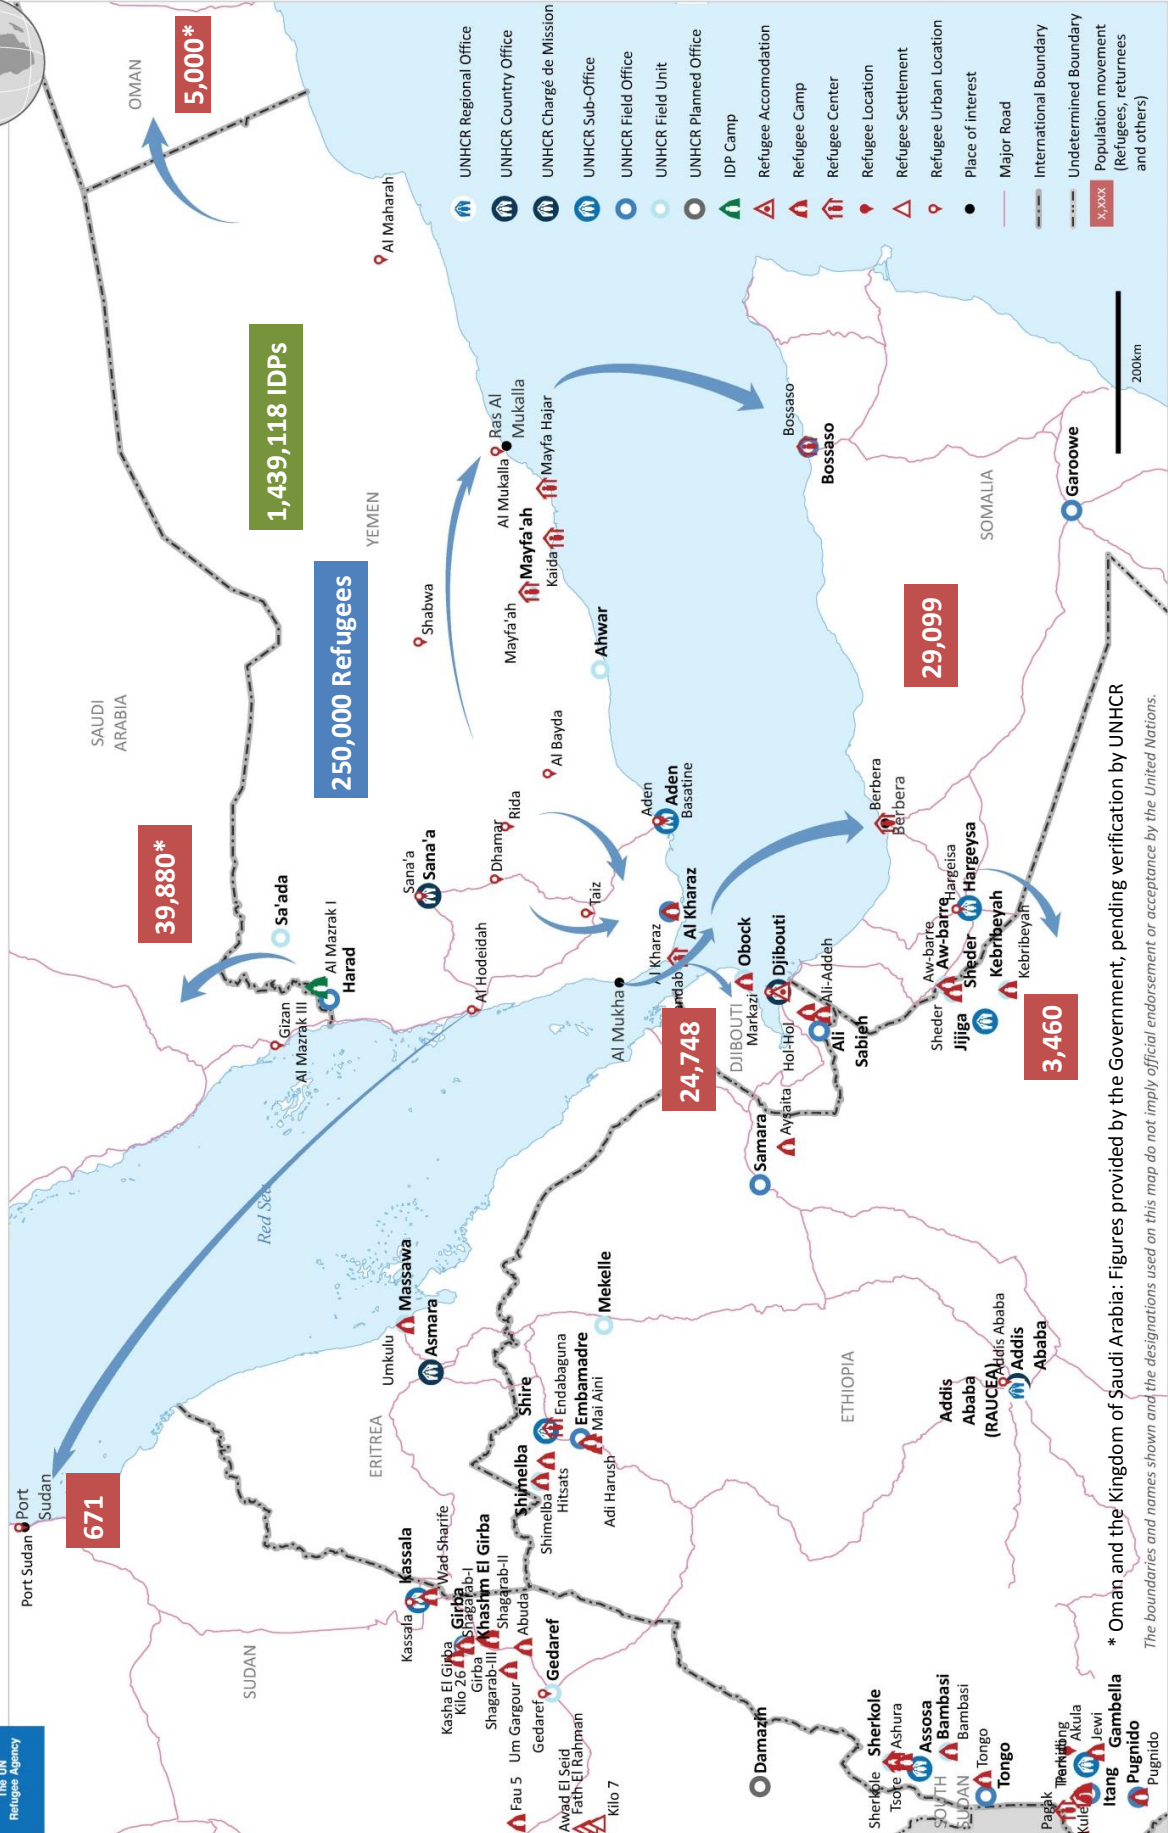 The UN
Refugee Agency
Port Sudan
Port
Sudan
671
SUDAN
SAUDI
ARABIA
39,880*
OMAN
5,000*
Red Sea
Gizan
Al Mazrak III
Al Mazrak I
Harad
Sa'ada
250,000 Refugees
1,439,118 IDPs
YEMEN
Al Maharah
Shabwa
Sana'a
Sana'a
Dhamar
Rida
Al Hodeidah
Taiz
Al Bayda
Al Mukalla
Ras Al
Mukalla
Mayfa'ah
Mayfa'ah
Kaida
Mayfa Hajar
Ahwar
Aden
Aden
Basatine
Al Mukha
Al Kharaz
24,748
DJIBOUTI
Markazi
Obock
Djibouti
Hol-Hol
Ali-Addeh
Ali
Sabieh
Aysaita
Samara
Umkulu
Massawa
Asmara
ERITREA
Shire
Endabaguna
Embamadre
Mai Aini
Adi Harush
Shimelba
Shimelba
Hitsats
Mekelle
Kassala
Kassala
Wad Sharife
Girba
Shagarab-I
Khashm El Girba
Shagarab-II
Kasha El Girba
Kilo 26
Girba
Shagarab-III
Abuda
Um Gargour
Gedaref
Gedaref
Fau 5
Awad El Seid
Fath El Rahman
Kilo 7
Damazin
Sherkole
Sherkole
Ashura
Tsore
Assosa
Bambasi
Bambasi
SOUTH
SUDAN
Tongo
Tongo
Pagak
Kule
Akula
Jewi
Gambella
Itang
Pugnido
Pugnido
ETHIOPIA
Addis
Ababa
(RAUCEA)
Addis Ababa
Addis
Ababa
Berbera
Berbera
Hargeisa
Hargeysa
Aw-barre
Aw-barre
Sheder
Sheder
Kebribeyah
Kebribeyah
Jijiga
3,460
29,099
SOMALIA
Bossaso
Bossaso
Garoowe
200km
UNHCR Regional Office
UNHCR Country Office
UNHCR Chargé de Mission
UNHCR Sub-Office
UNHCR Field Office
UNHCR Field Unit
UNHCR Planned Office
IDP Camp
Refugee Accomodation
Refugee Camp
Refugee Center
Refugee Location
Refugee Settlement
Refugee Urban Location
Place of interest
Major Road
International Boundary
Undetermined Boundary
x,xxx
Population movement
(Refugees, returnees
and others)
* Oman and the Kingdom of Saudi Arabia: Figures provided by the Government, pending verification by UNHCR
The boundaries and names shown and the designations used on this map do not imply official endorsement or acceptance by the United Nations.